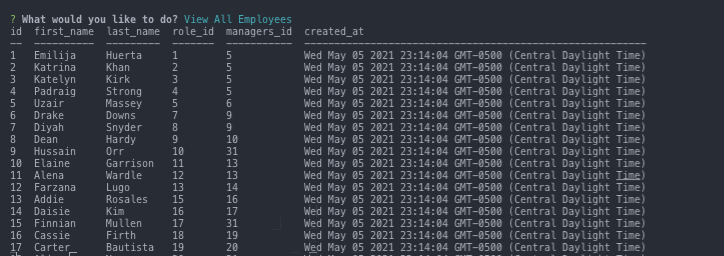 ? What would you like to do? View All Employees
id first_name last_name role_id managers_id created_at
-- ---------- --------- ------- ----------- ---------------------------------------------------------
1 Emilija Huerta 1 5 Wed May 05 2021 23:14:04 GMT-0500 (Central Daylight Time)
2 Katrina Khan 2 5 Wed May 05 2021 23:14:04 GMT-0500 (Central Daylight Time)
3 Katelyn Kirk 3 5 Wed May 05 2021 23:14:04 GMT-0500 (Central Daylight Time)
4 Padraig Strong 4 5 Wed May 05 2021 23:14:04 GMT-0500 (Central Daylight Time)
5 Uzair Massey 5 6 Wed May 05 2021 23:14:04 GMT-0500 (Central Daylight Time)
6 Drake Downs 7 9 Wed May 05 2021 23:14:04 GMT-0500 (Central Daylight Time)
7 Diyah Snyder 8 9 Wed May 05 2021 23:14:04 GMT-0500 (Central Daylight Time)
8 Dean Hardy 9 10 Wed May 05 2021 23:14:04 GMT-0500 (Central Daylight Time)
9 Hussain Orr 10 31 Wed May 05 2021 23:14:04 GMT-0500 (Central Daylight Time)
10 Elaine Garrison 11 13 Wed May 05 2021 23:14:04 GMT-0500 (Central Daylight Time)
11 Alena Wardle 12 13 Wed May 05 2021 23:14:04 GMT-0500 (Central Daylight Time)
12 Farzana Lugo 13 14 Wed May 05 2021 23:14:04 GMT-0500 (Central Daylight Time)
13 Addie Rosales 15 16 Wed May 05 2021 23:14:04 GMT-0500 (Central Daylight Time)
14 Daisie Kim 16 17 Wed May 05 2021 23:14:04 GMT-0500 (Central Daylight Time)
15 Finnian Mullen 17 31 Wed May 05 2021 23:14:04 GMT-0500 (Central Daylight Time)
16 Cassie Firth 18 19 Wed May 05 2021 23:14:04 GMT-0500 (Central Daylight Time)
17 Carter Bautista 19 20 Wed May 05 2021 23:14:04 GMT-0500 (Central Daylight Time)